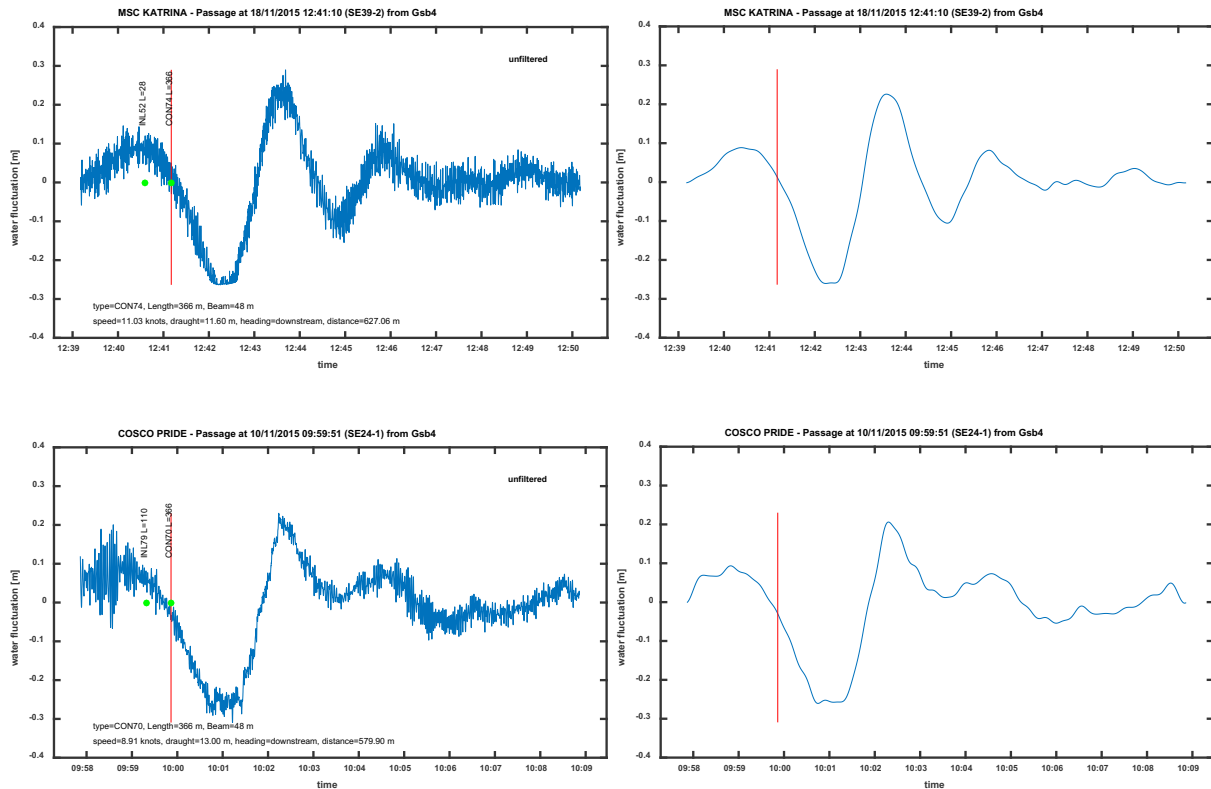 MSC KATRINA - Passage at 18/11/2015 12:41:10 (SE39-2) from Gsb4
unfiltered
INL52 L=28
CON74 L=366
0.4
0.3
0.2
0.1
0
-0.1
-0.2
-0.3
-0.4
water fluctuation [m]
type=CON74, Length=366 m, Beam=48 m
speed=11.03 knots, draught=11.60 m, heading=downstream, distance=627.06 m
12:39 12:40 12:41 12:42 12:43 12:44 12:45 12:46 12:47 12:48 12:49 12:50
time
MSC KATRINA - Passage at 18/11/2015 12:41:10 (SE39-2) from Gsb4
0.4
0.3
0.2
0.1
0
-0.1
-0.2
-0.3
-0.4
water fluctuation [m]
12:39 12:40 12:41 12:42 12:43 12:44 12:45 12:46 12:47 12:48 12:49 12:50
time
COSCO PRIDE - Passage at 10/11/2015 09:59:51 (SE24-1) from Gsb4
unfiltered
INL79 L=110
CON70 L=366
0.4
0.3
0.2
0.1
0
-0.1
-0.2
-0.3
-0.4
water fluctuation [m]
type=CON70, Length=366 m, Beam=48 m
speed=8.91 knots, draught=13.00 m, heading=downstream, distance=579.90 m
09:58 09:59 10:00 10:01 10:02 10:03 10:04 10:05 10:06 10:07 10:08 10:09
time
COSCO PRIDE - Passage at 10/11/2015 09:59:51 (SE24-1) from Gsb4
0.4
0.3
0.2
0.1
0
-0.1
-0.2
-0.3
-0.4
water fluctuation [m]
09:58 09:59 10:00 10:01 10:02 10:03 10:04 10:05 10:06 10:07 10:08 10:09
time